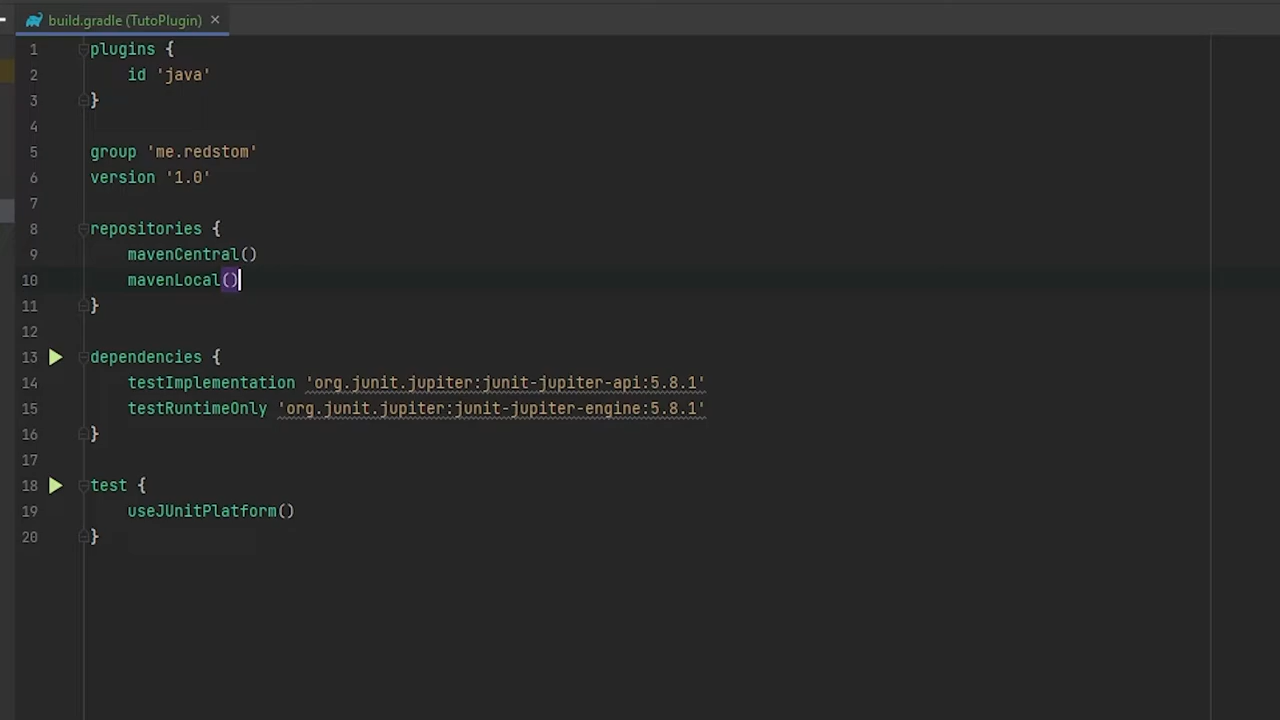 build.gradle (TutoPlugin) ×
1 plugins {
2 id 'java'
3 }
4
5 group 'me.redstom'
6 version '1.0'
7
8 repositories {
9 mavenCentral()
10 mavenLocal()
11 }
12
13 dependencies {
14 testImplementation 'org.junit.jupiter:junit-jupiter-api:5.8.1'
15 testRuntimeOnly 'org.junit.jupiter:junit-jupiter-engine:5.8.1'
16 }
17
18 test {
19 useJUnitPlatform()
20 }